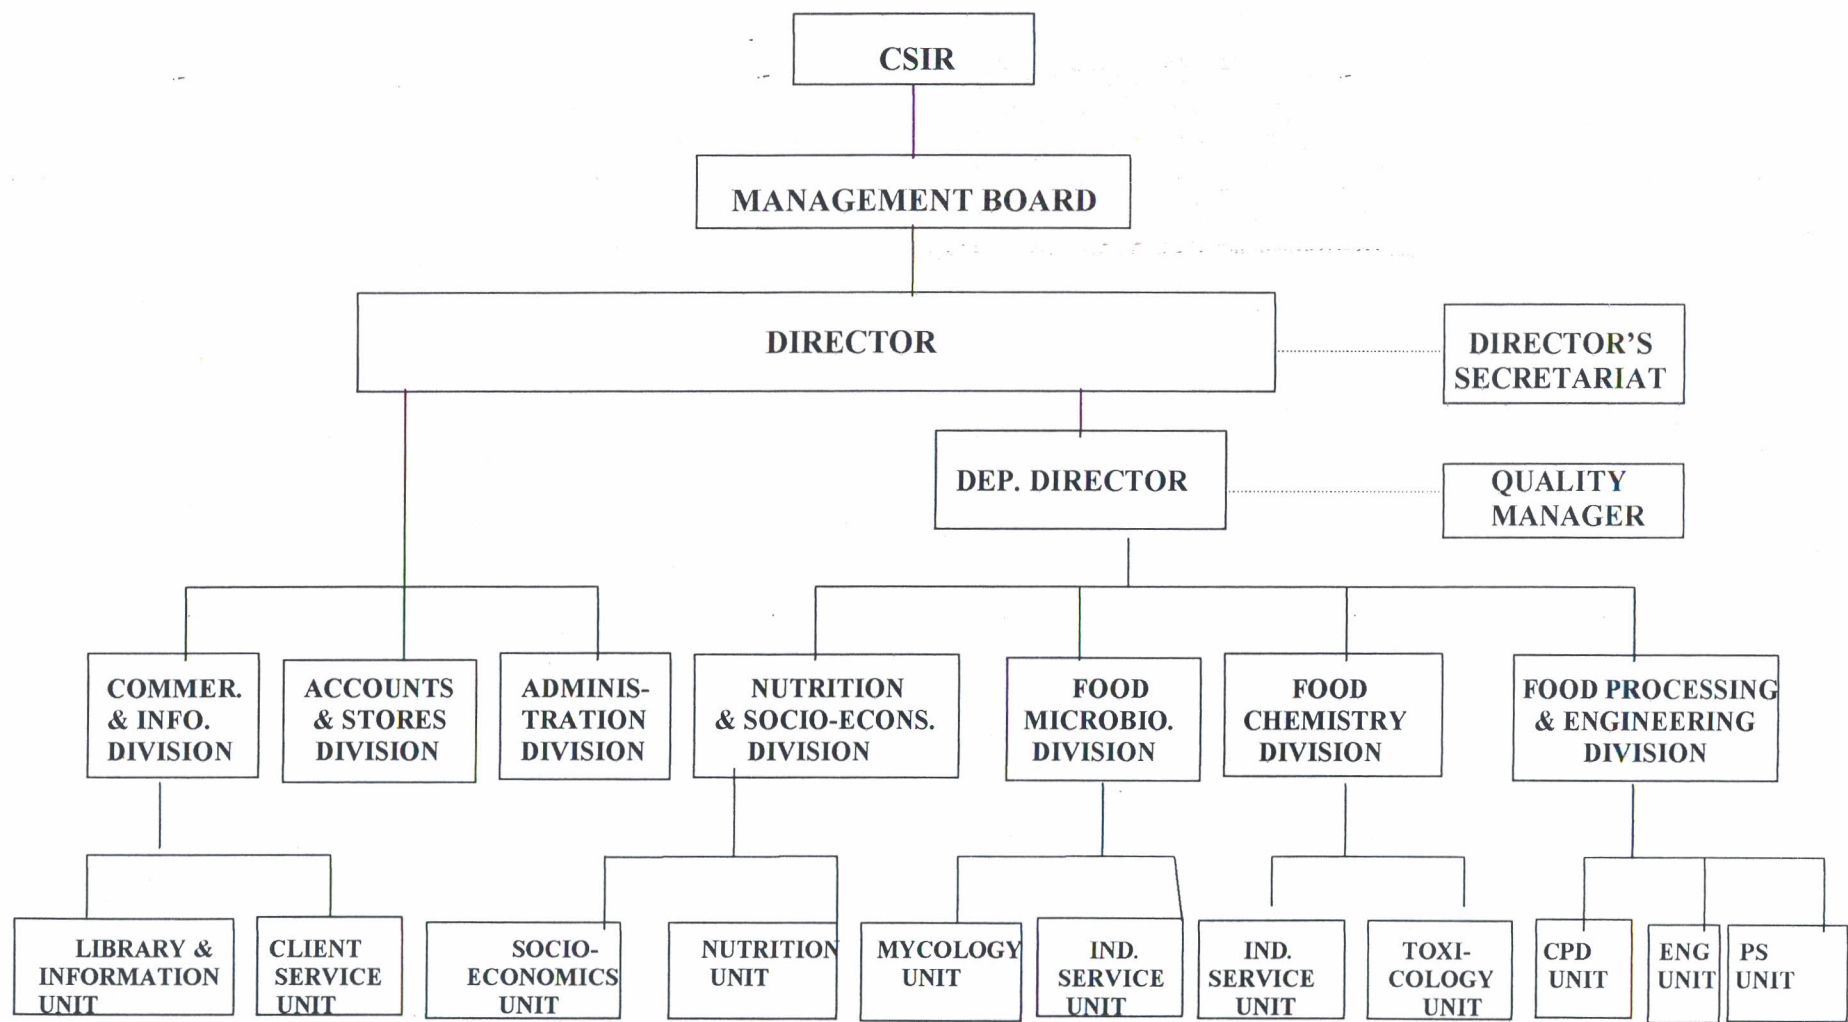 CSIR
MANAGEMENT BOARD
DIRECTOR
DIRECTOR'S
SECRETARIAT
DEP. DIRECTOR
QUALITY
MANAGER
COMMER.
& INFO.
DIVISION
ACCOUNTS
& STORES
DIVISION
ADMINIS-
TRATION
DIVISION
NUTRITION
& SOCIO-ECONS.
DIVISION
FOOD
MICROBIO.
DIVISION
FOOD
CHEMISTRY
DIVISION
FOOD PROCESSING
& ENGINEERING
DIVISION
LIBRARY &
INFORMATION
UNIT
CLIENT
SERVICE
UNIT
SOCIO-
ECONOMICS
UNIT
NUTRITION
UNIT
MYCOLOGY
UNIT
IND.
SERVICE
UNIT
IND.
SERVICE
UNIT
TOXI-
COLOGY
UNIT
CPD
UNIT
ENG
UNIT
PS
UNIT